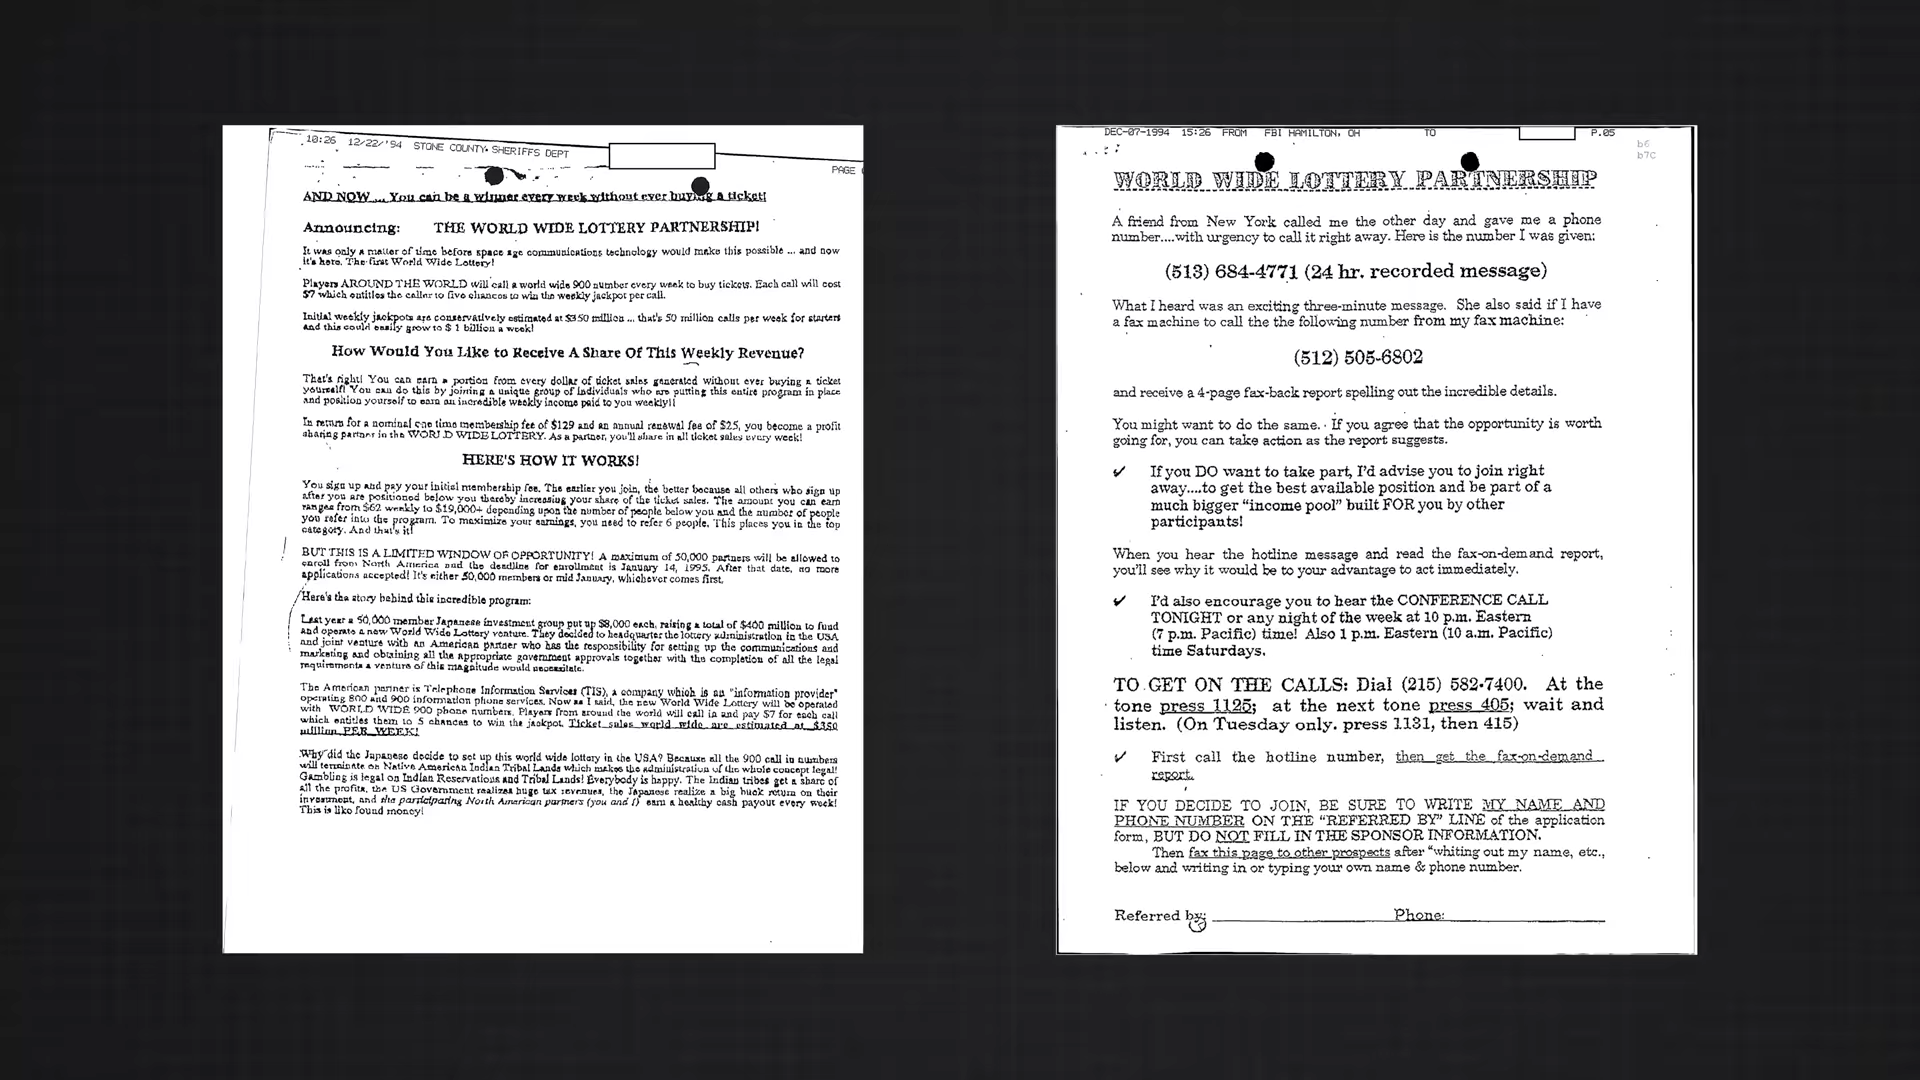 10:26 12/22/'94 STONE COUNTY SHERIFFS DEPT
PAGE
AND NOW ... You can be a winner every week without ever buying a ticket!
Announcing: THE WORLD WIDE LOTTERY PARTNERSHIP!
It was only a matter of time before space age communications technology would make this possible ... and now
it's here. The first World Wide Lottery!
Players AROUND THE WORLD will call a world wide 900 number every week to buy tickets. Each call will cost
$7 which entitles the caller to five chances to win the weekly jackpot per call.
Initial weekly jackpots are conservatively estimated at $350 million ... that's 50 million calls per week for starters
and this could easily grow to $ 1 billion a week!
How Would You Like to Receive A Share Of This Weekly Revenue?
That's right! You can earn a portion from every dollar of ticket sales generated without ever buying a ticket
yourself! You can do this by joining a unique group of individuals who are putting this entire program in place
and position yourself to earn an incredible weekly income paid to you weekly!!
In return for a nominal one time membership fee of $129 and an annual renewal fee of $25, you become a profit
sharing partner in the WORLD WIDE LOTTERY. As a partner, you'll share in all ticket sales every week!
HERE'S HOW IT WORKS!
You sign up and pay your initial membership fee. The earlier you join, the better because all others who sign up
after you are positioned below you thereby increasing your share of the ticket sales. The amount you can earn
ranges from $62 weekly to $19,000+ depending upon the number of people below you and the number of people
you refer into the program. To maximize your earnings, you need to refer 6 people. This places you in the top
category. And that's it!
BUT THIS IS A LIMITED WINDOW OF OPPORTUNITY! A maximum of 50,000 partners will be allowed to
enroll from North America and the deadline for enrollment is January 14, 1995. After that date, no more
applications accepted! It's either 50,000 members or mid January, whichever comes first.
Here's the story behind this incredible program:
Last year a 50,000 member Japanese investment group put up $8,000 each, raising a total of $400 million to fund
and operate a new World Wide Lottery venture. They decided to headquarter the lottery administration in the USA
and joint venture with an American partner who has the responsibility for setting up the communications and
marketing and obtaining all the appropriate government approvals together with the completion of all the legal
requirements a venture of this magnitude would necessitate.
The American partner is Telephone Information Services (TIS), a company which is an "information provider"
operating 800 and 900 information phone services. Now as I said, the new World Wide Lottery will be operated
with WORLD WIDE 900 phone numbers. Players from around the world will call in and pay $7 for each call
which entitles them to 5 chances to win the jackpot. Ticket sales world wide are estimated at $350
million PER WEEK!
Why did the Japanese decide to set up this world wide lottery in the USA? Because all the 900 call in numbers
will terminate on Native American Indian Tribal Lands which makes the administration of the whole concept legal!
Gambling is legal on Indian Reservations and Tribal Lands! Everybody is happy. The Indian tribes get a share of
all the profits, the US Government realizes huge tax revenues, the Japanese realize a big buck return on their
investment, and the participating North American partners (you and I) earn a healthy cash payout every week!
This is like found money!
DEC-07-1994 15:26 FROM FBI HAMILTON, OH TO P.05
b6
b7C
WORLD WIDE LOTTERY PARTNERSHIP
A friend from New York called me the other day and gave me a phone
number....with urgency to call it right away. Here is the number I was given:
(513) 684-4771 (24 hr. recorded message)
What I heard was an exciting three-minute message. She also said if I have
a fax machine to call the the following number from my fax machine:
(512) 505-6802
and receive a 4-page fax-back report spelling out the incredible details.
You might want to do the same. If you agree that the opportunity is worth
going for, you can take action as the report suggests.
✓ If you DO want to take part, I'd advise you to join right
away....to get the best available position and be part of a
much bigger "income pool" built FOR you by other
participants!
When you hear the hotline message and read the fax-on-demand report,
you'll see why it would be to your advantage to act immediately.
✓ I'd also encourage you to hear the CONFERENCE CALL
TONIGHT or any night of the week at 10 p.m. Eastern
(7 p.m. Pacific) time! Also 1 p.m. Eastern (10 a.m. Pacific)
time Saturdays.
TO GET ON THE CALLS: Dial (215) 582-7400. At the
tone press 1125; at the next tone press 405; wait and
listen. (On Tuesday only. press 1131, then 415)
✓ First call the hotline number, then get the fax-on-demand
report.
IF YOU DECIDE TO JOIN, BE SURE TO WRITE MY NAME AND
PHONE NUMBER ON THE "REFERRED BY" LINE of the application
form, BUT DO NOT FILL IN THE SPONSOR INFORMATION.
Then fax this page to other prospects after "whiting out my name, etc.,
below and writing in or typing your own name & phone number.
Referred by: Phone: